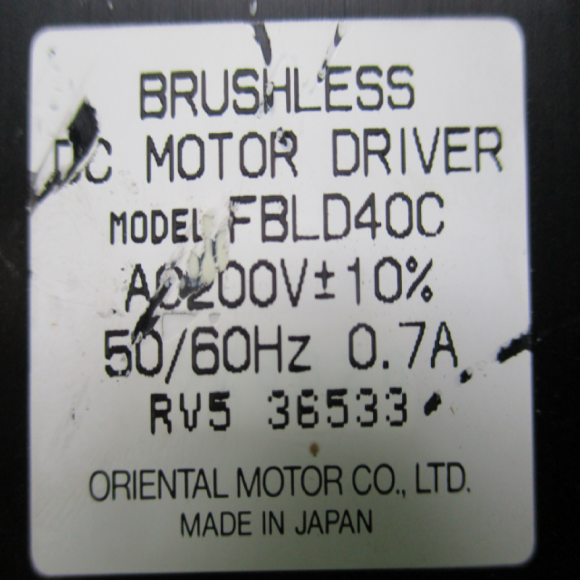 BRUSHLESS
DC MOTOR DRIVER
MODEL FBLD40C
AC200V±10%
50/60Hz 0.7A
RV5 36533
ORIENTAL MOTOR CO., LTD.
MADE IN JAPAN